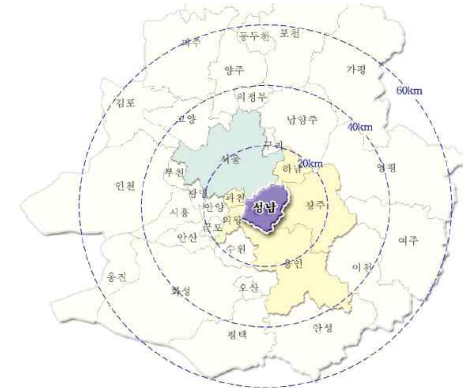 파주
동두천
포천
양주
가평
60km
의정부
김포
고양
남양주
40km
구리
서울
20km
하남
양평
부천
인천
광명
과천
성남
광주
안양
시흥
의왕
군포
여주
안산
수원
용인
이천
옹진
화성
오산
평택
안성